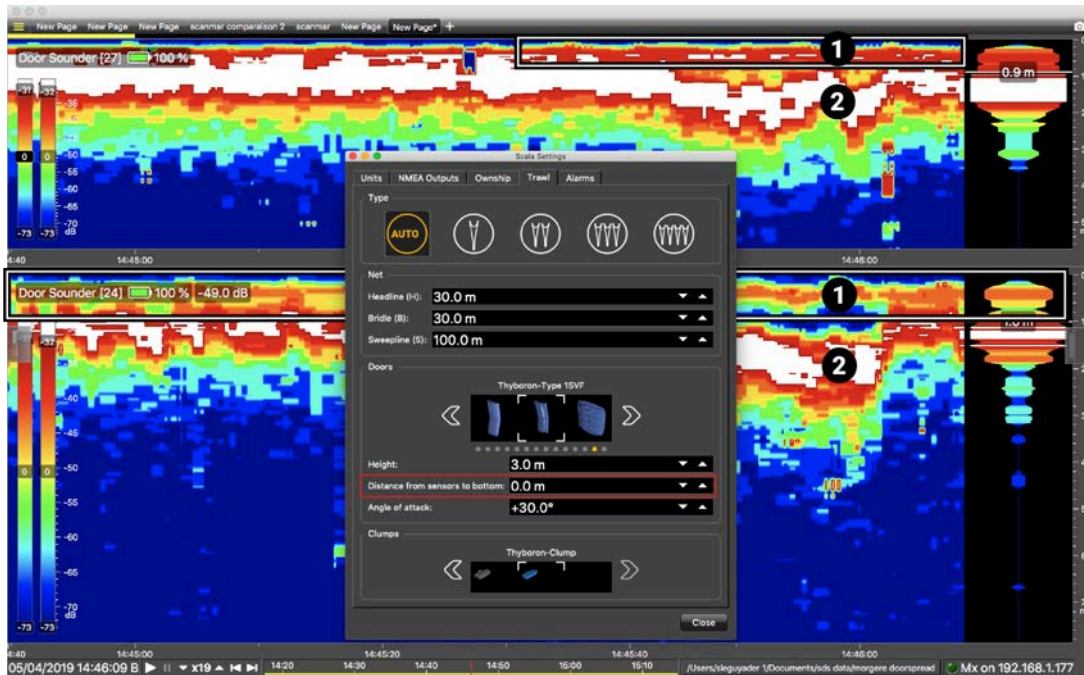 New Page New Page New Page scanmar comparaison 2 scanmar New Page New Page* +
Door Sounder [27] 100 %
1
0.9 m
-31 -32
-36
2
0 0 -50
-55
-60
-65
-70
-73 -73 dB
Scala Settings
Units NMEA Outputs Ownship Trawl Alarms
Type
AUTO
:40 14:45:00 14:46:00
Net
Door Sounder [24] 100 % -49.0 dB
1
Headline (H): 30.0 m
Bridle (B): 30.0 m
Sweepline (S): 100.0 m
-32
2
Doors
Thyboron-Type 15VF
-40
-45
Height: 3.0 m
0 0 -50
Distance from sensors to bottom: 0.0 m
Angle of attack: +30.0°
-60
Clumps
Thyboron-Clump
-65
-70
dB
-73 -73
Close
:40 14:45:00 14:45:20 14:45:40 14:46:00
05/04/2019 14:46:09 B x19 14:20 14:30 14:40 14:50 15:00 15:10 /Users/sleguyader 1/Documents/sds data/morgere doorspread Mx on 192.168.1.177